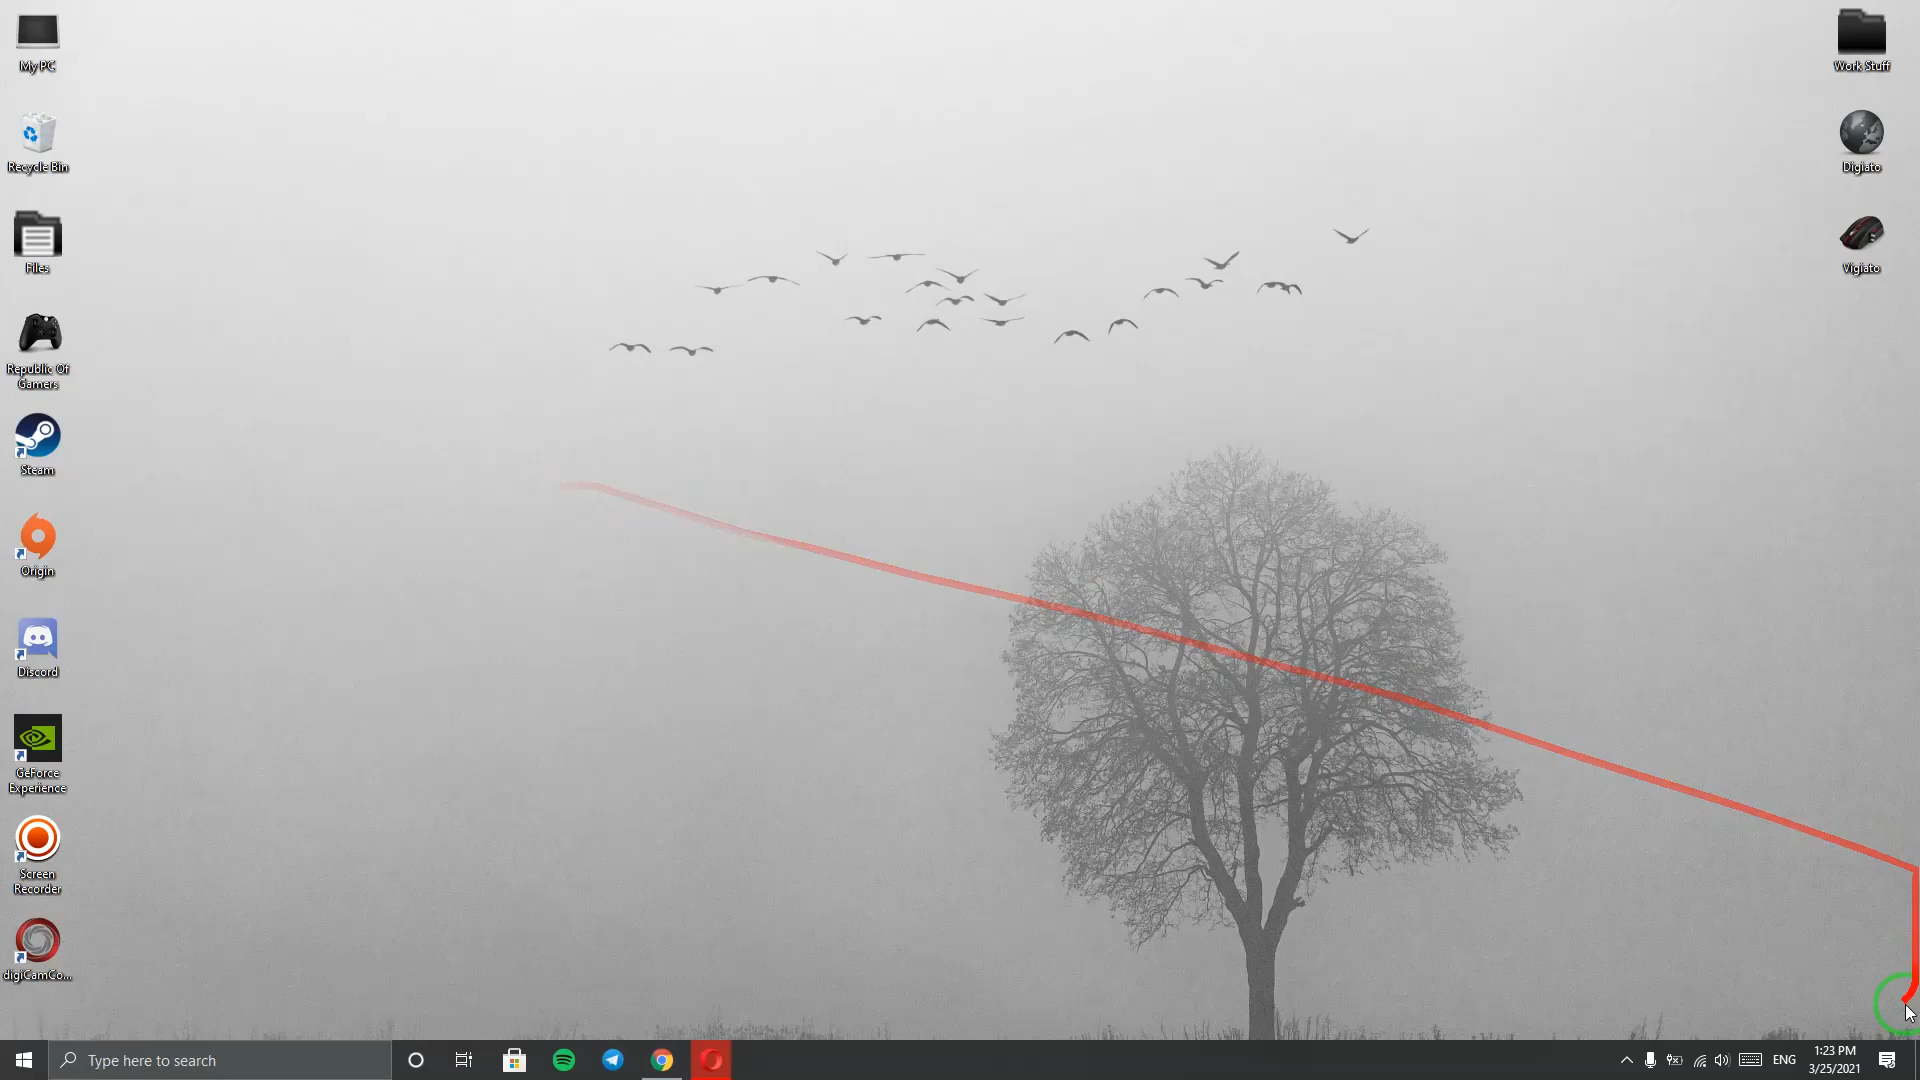 My PC
Recycle Bin
Files
Republic Of
Gamers
Steam
Origin
Discord
GeForce
Experience
Screen
Recorder
digiCamCo...
Work Stuff
Digiato
Vigiato
Type here to search
ENG
1:23 PM
3/25/2021